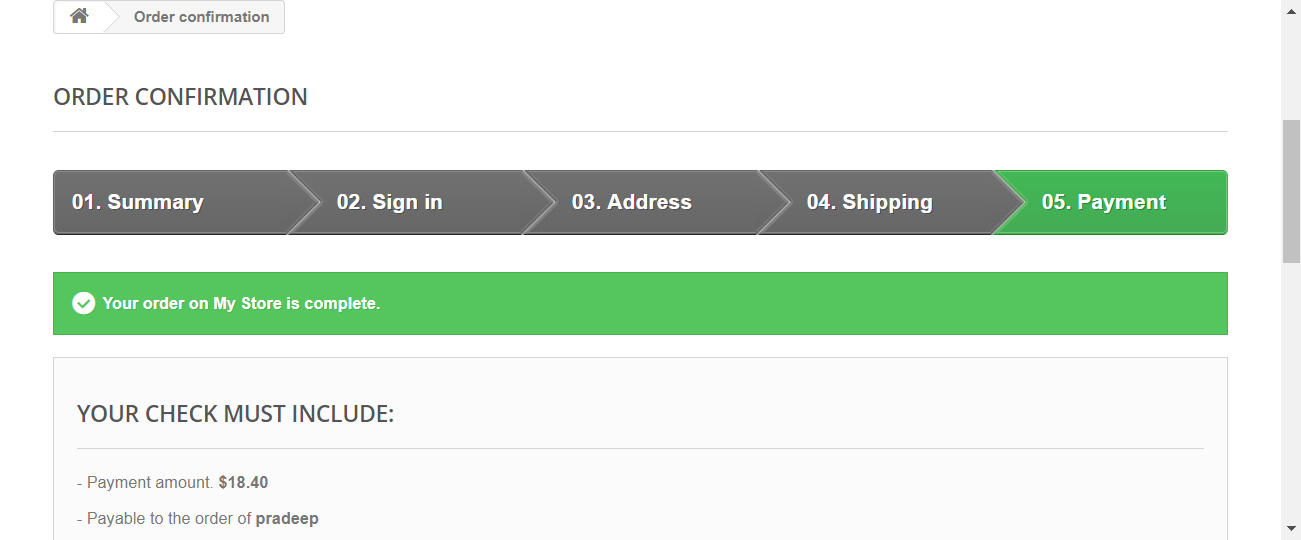 Order confirmation
ORDER CONFIRMATION
01. Summary 02. Sign in 03. Address 04. Shipping 05. Payment
Your order on My Store is complete.
YOUR CHECK MUST INCLUDE:
- Payment amount. $18.40
- Payable to the order of pradeep